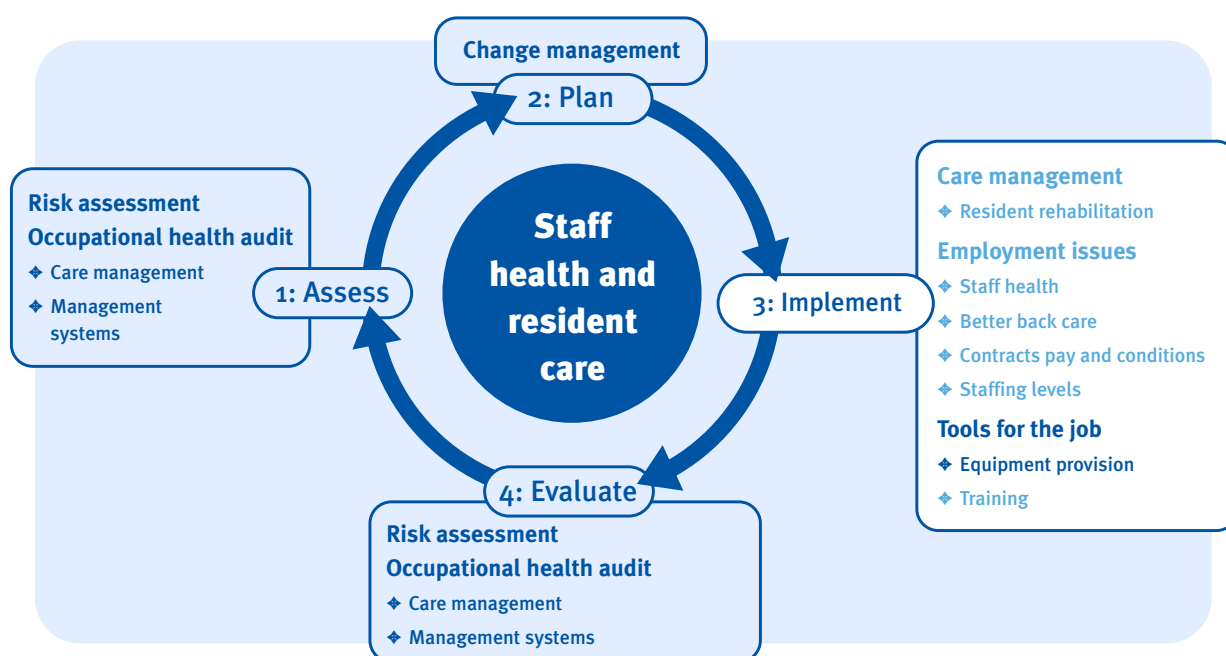 Change management
2: Plan
Risk assessment
Occupational health audit
❖ Care management
❖ Management
systems
1: Assess
Staff
health and
resident
care
3: Implement
Care management
❖ Resident rehabilitation
Employment issues
❖ Staff health
❖ Better back care
❖ Contracts pay and conditions
❖ Staffing levels
Tools for the job
❖ Equipment provision
❖ Training
4: Evaluate
Risk assessment
Occupational health audit
❖ Care management
❖ Management systems